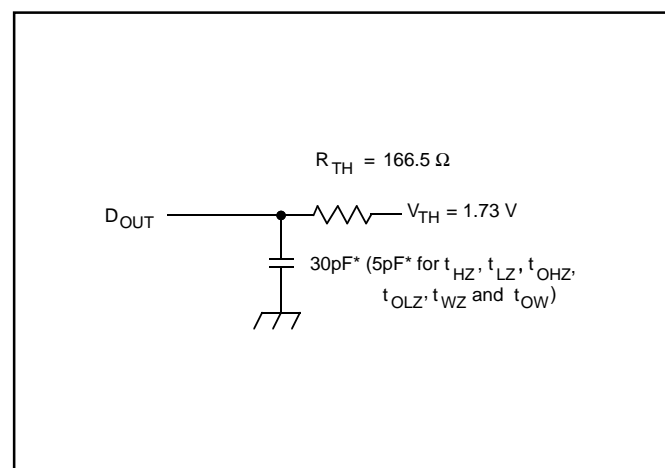 R_TH = 166.5 Ω
D_OUT
V_TH = 1.73 V
30pF* (5pF* for t_HZ, t_LZ, t_OHZ,
t_OLZ, t_WZ and t_OW)